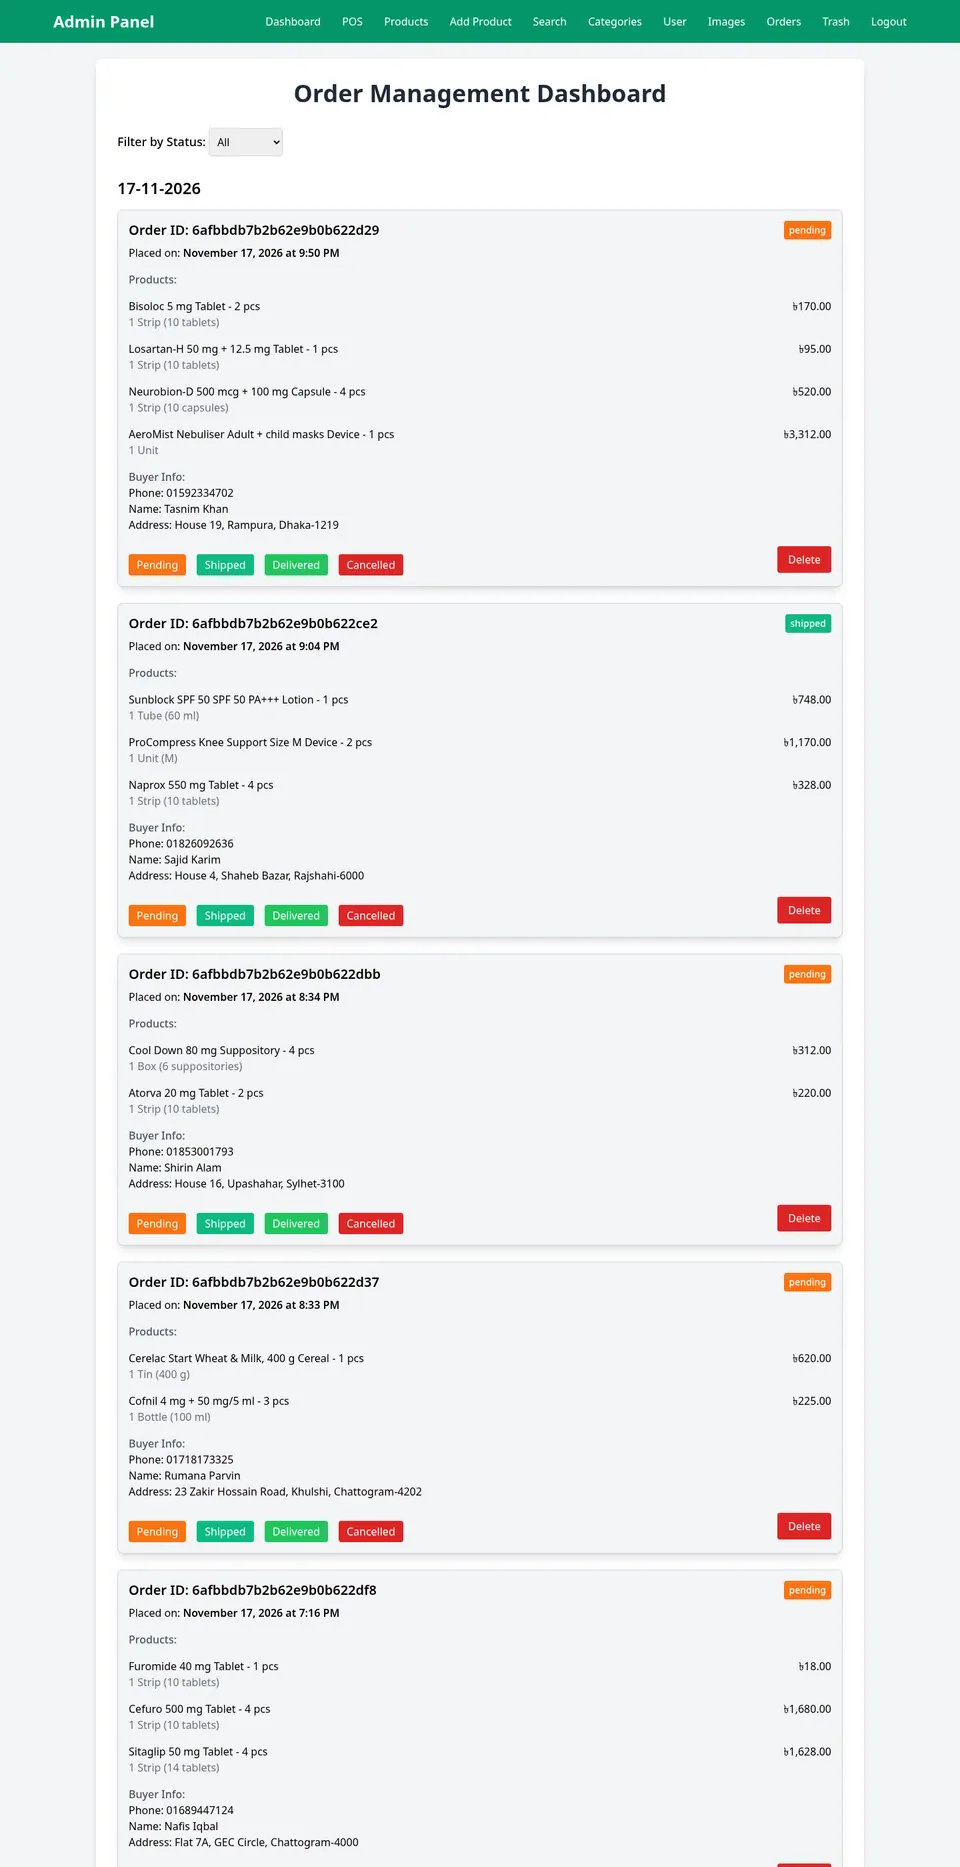 Admin Panel Dashboard POS Products Add Product Search Categories User Images Orders Trash Logout
Order Management Dashboard
Filter by Status: All
17-11-2026
Order ID: 6afbbdb7b2b62e9b0b622d29 pending
Placed on: November 17, 2026 at 9:50 PM
Products:
Bisoloc 5 mg Tablet - 2 pcs ৳170.00
1 Strip (10 tablets)
Losartan-H 50 mg + 12.5 mg Tablet - 1 pcs ৳95.00
1 Strip (10 tablets)
Neurobion-D 500 mcg + 100 mg Capsule - 4 pcs ৳520.00
1 Strip (10 capsules)
AeroMist Nebuliser Adult + child masks Device - 1 pcs ৳3,312.00
1 Unit
Buyer Info:
Phone: 01592334702
Name: Tasnim Khan
Address: House 19, Rampura, Dhaka-1219
Pending Shipped Delivered Cancelled Delete
Order ID: 6afbbdb7b2b62e9b0b622ce2 shipped
Placed on: November 17, 2026 at 9:04 PM
Products:
Sunblock SPF 50 SPF 50 PA+++ Lotion - 1 pcs ৳748.00
1 Tube (60 ml)
ProCompress Knee Support Size M Device - 2 pcs ৳1,170.00
1 Unit (M)
Naprox 550 mg Tablet - 4 pcs ৳328.00
1 Strip (10 tablets)
Buyer Info:
Phone: 01826092636
Name: Sajid Karim
Address: House 4, Shaheb Bazar, Rajshahi-6000
Pending Shipped Delivered Cancelled Delete
Order ID: 6afbbdb7b2b62e9b0b622dbb pending
Placed on: November 17, 2026 at 8:34 PM
Products:
Cool Down 80 mg Suppository - 4 pcs ৳312.00
1 Box (6 suppositories)
Atorva 20 mg Tablet - 2 pcs ৳220.00
1 Strip (10 tablets)
Buyer Info:
Phone: 01853001793
Name: Shirin Alam
Address: House 16, Upashahar, Sylhet-3100
Pending Shipped Delivered Cancelled Delete
Order ID: 6afbbdb7b2b62e9b0b622d37 pending
Placed on: November 17, 2026 at 8:33 PM
Products:
Cerelac Start Wheat & Milk, 400 g Cereal - 1 pcs ৳620.00
1 Tin (400 g)
Cofnil 4 mg + 50 mg/5 ml - 3 pcs ৳225.00
1 Bottle (100 ml)
Buyer Info:
Phone: 01718173325
Name: Rumana Parvin
Address: 23 Zakir Hossain Road, Khulshi, Chattogram-4202
Pending Shipped Delivered Cancelled Delete
Order ID: 6afbbdb7b2b62e9b0b622df8 pending
Placed on: November 17, 2026 at 7:16 PM
Products:
Furomide 40 mg Tablet - 1 pcs ৳18.00
1 Strip (10 tablets)
Cefuro 500 mg Tablet - 4 pcs ৳1,680.00
1 Strip (10 tablets)
Sitaglip 50 mg Tablet - 4 pcs ৳1,628.00
1 Strip (14 tablets)
Buyer Info:
Phone: 01689447124
Name: Nafis Iqbal
Address: Flat 7A, GEC Circle, Chattogram-4000